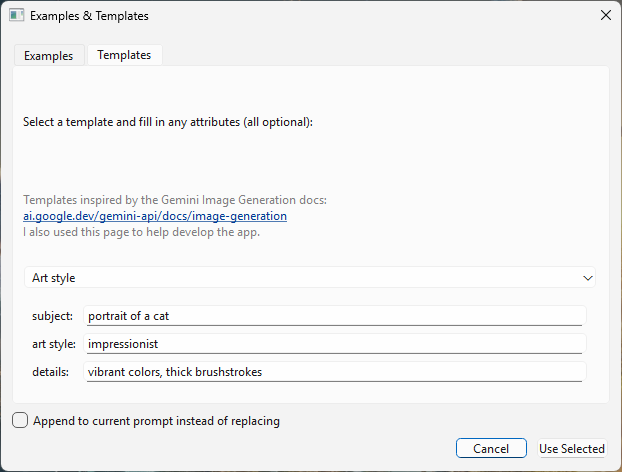 Examples & Templates
Examples Templates
Select a template and fill in any attributes (all optional):
Templates inspired by the Gemini Image Generation docs:
ai.google.dev/gemini-api/docs/image-generation
I also used this page to help develop the app.
Art style
subject: portrait of a cat
art style: impressionist
details: vibrant colors, thick brushstrokes
Append to current prompt instead of replacing
Cancel Use Selected